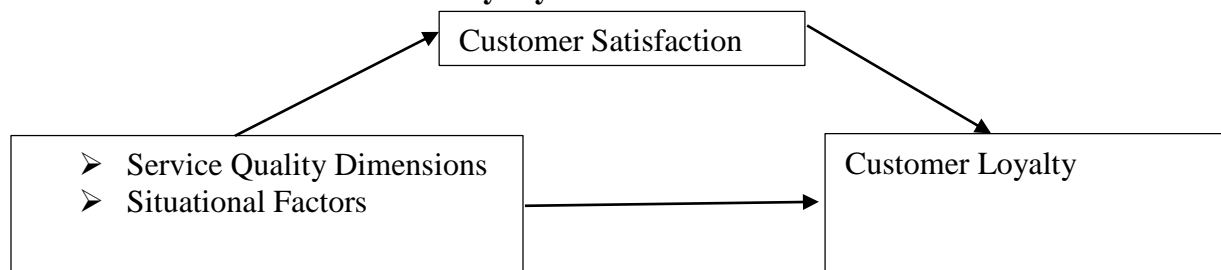 Customer Satisfaction
➢ Service Quality Dimensions
➢ Situational Factors
Customer Loyalty